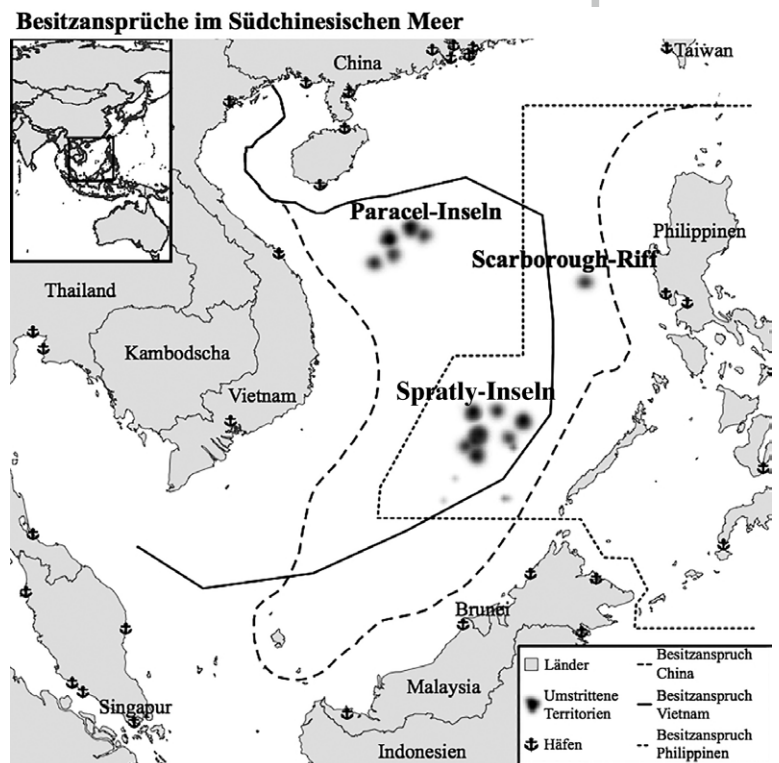 Besitzansprüche im Südchinesischen Meer
China
Taiwan
Paracel-Inseln
Philippinen
Scarborough-Riff
Thailand
Kambodscha
Vietnam
Spratly-Inseln
Brunei
Malaysia
Singapur
Indonesien
Länder
Umstrittene
Territorien
Häfen
Besitzanspruch
China
Besitzanspruch
Vietnam
Besitzanspruch
Philippinen